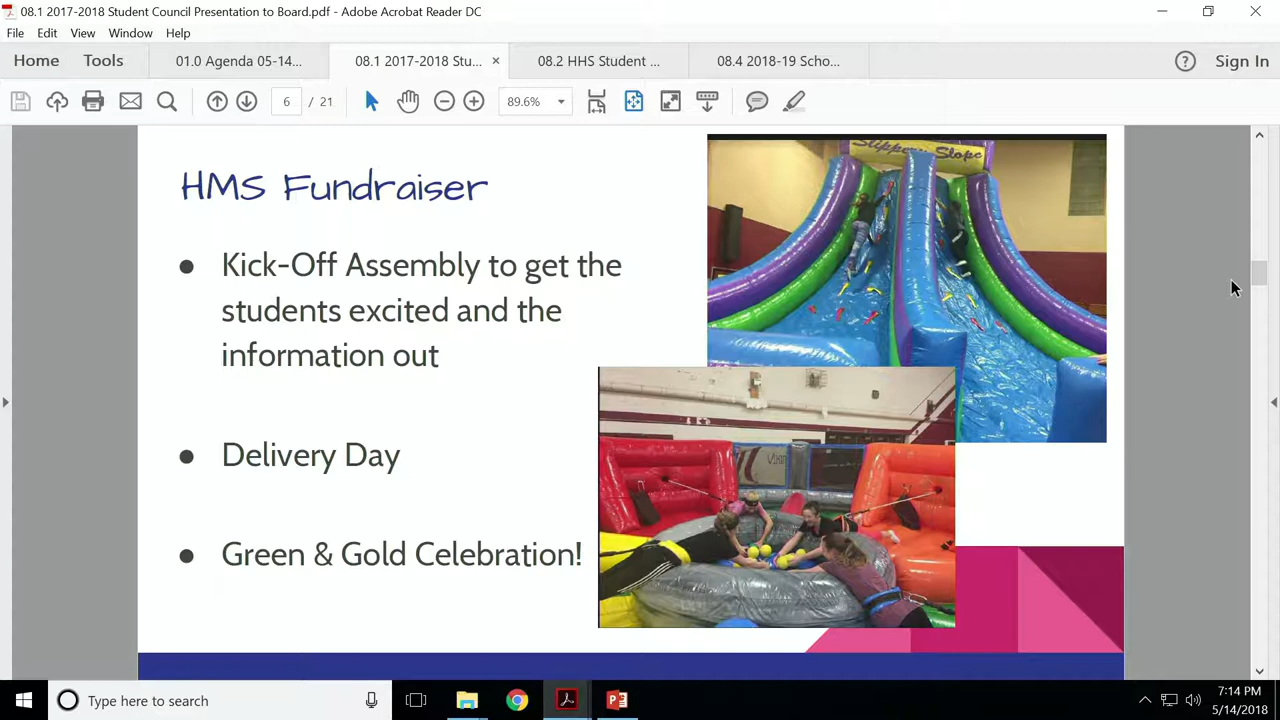 08.1 2017-2018 Student Council Presentation to Board.pdf - Adobe Acrobat Reader DC
File Edit View Window Help
Home Tools 01.0 Agenda 05-14... 08.1 2017-2018 Stu... × 08.2 HHS Student ... 08.4 2018-19 Scho... Sign In
6 / 21 89.6%
Slippery Slope
HMS Fundraiser
● Kick-Off Assembly to get the
students excited and the
information out
● Delivery Day
● Green & Gold Celebration!
Type here to search
7:14 PM
5/14/2018